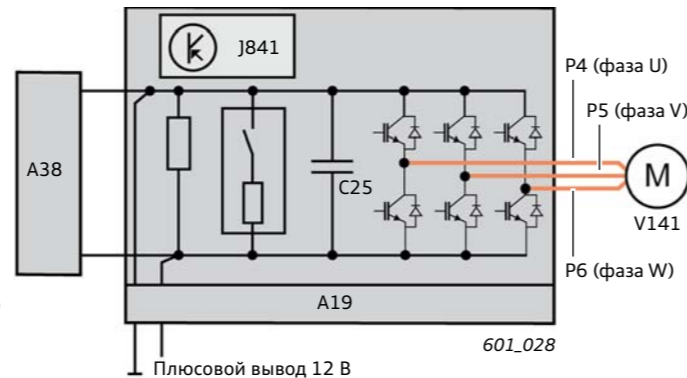 J841
P4 (фаза U)
P5 (фаза V)
A38
C25
M
V141
P6 (фаза W)
A19
601_028
Плюсовой вывод 12 В